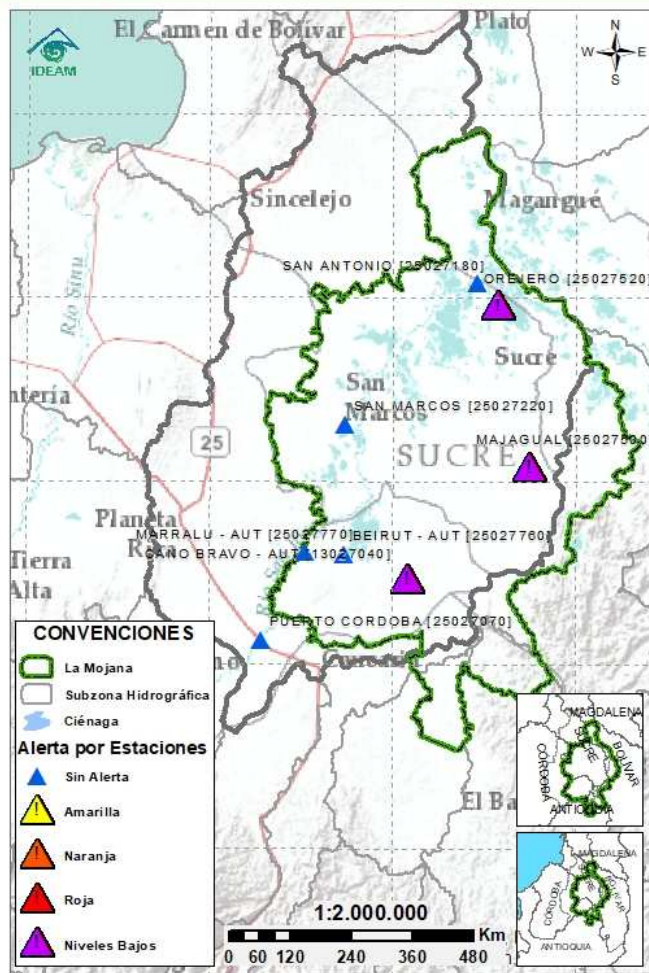 El Carmen de Bolívar
Plato
IDEAM
N
W
E
S
Sincelejo
Magangué
SAN ANTONIO [25027180]
OREJERO [25027520]
Río Sinú
Sucre
San
Marcos
SAN MARCOS [25027220]
MAJAGUAL
25
SUCRE
Planeta
MARRALU - AUT [25027770]
BEIRUT - AUT [25027760]
CAÑO BRAVO - AUT [13027040]
Tierra
Alta
PUERTO CORDOBA [25027070]
El Ba
CONVENCIONES
La Mojana
Subzona Hidrográfica
Ciénaga
Alerta por Estaciones
Sin Alerta
Amarilla
Naranja
Roja
Niveles Bajos
MAGDALENA
SUCRE
BOLIVAR
CORDOBA
ANTIOQUIA
MAGDALENA
SUCRE
BOLIVAR
CORDOBA
ANTIOQUIA
1:2.000.000
Km
0 60 120 240 360 480